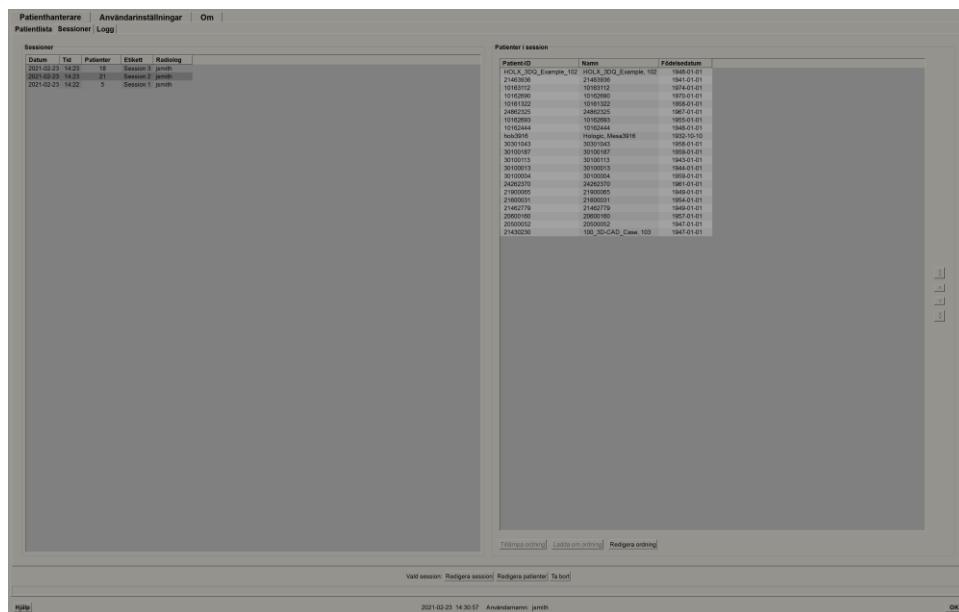 Patienthanterare Användarinställningar Om
Patientlista Sessioner Logg
Sessioner
Datum Tid Patienter Etikett Radiolog
2021-02-23 14:23 18 Session 3 jsmith
2021-02-23 14:23 21 Session 2 jsmith
2021-02-23 14:22 5 Session 1 jsmith
Patienter i session
Patient-ID Namn Födelsedatum
HOLX_3DQ_Example_102 HOLX_3DQ_Example, 102 1948-01-01
21463936 21463936 1941-01-01
10163112 10163112 1974-01-01
10162690 10162690 1970-01-01
10161322 10161322 1958-01-01
24862325 24862325 1967-01-01
10162693 10162693 1955-01-01
10162444 10162444 1948-01-01
hob3916 Hologic, Mesa3916 1932-10-10
30301043 30301043 1958-01-01
30100187 30100187 1959-01-01
30100113 30100113 1943-01-01
30100013 30100013 1944-01-01
30100004 30100004 1959-01-01
24262370 24262370 1961-01-01
21900065 21900065 1949-01-01
21600031 21600031 1954-01-01
21462779 21462779 1949-01-01
20600160 20600160 1957-01-01
20500052 20500052 1947-01-01
21430230 100_3D-CAD_Case, 103 1947-01-01
Tillämpa ordning Ladda om ordning Redigera ordning
Vald session: Redigera session Redigera patienter Ta bort
Hjälp 2021-02-23 14:30:57 Användarnamn: jsmith OK